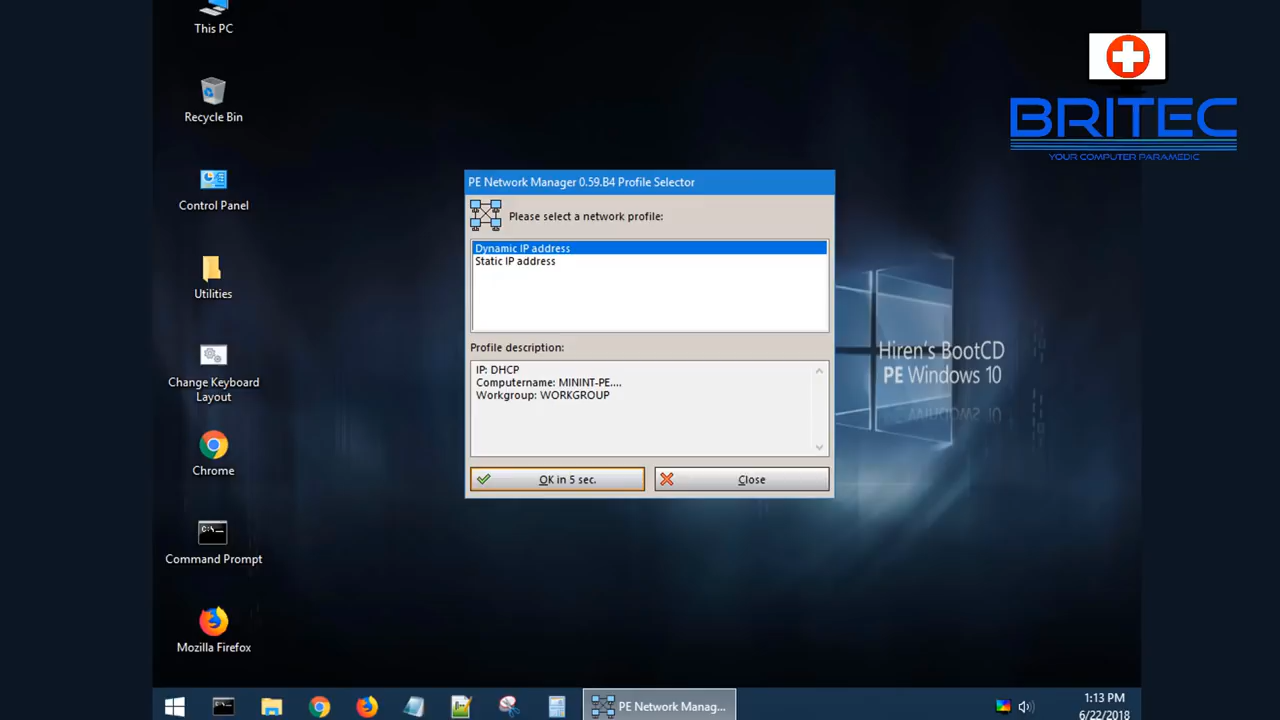 This PC
Recycle Bin
Control Panel
Utilities
Change Keyboard
Layout
Chrome
C:\..
Command Prompt
Mozilla Firefox
BRITEC
YOUR COMPUTER PARAMEDIC
PE Network Manager 0.59.B4 Profile Selector
Please select a network profile:
Dynamic IP address
Static IP address
Profile description:
IP: DHCP
Computername: MININT-PE....
Workgroup: WORKGROUP
OK in 5 sec.
Close
Hiren's BootCD
PE Windows 10
PE Network Manag...
1:13 PM
6/22/2018